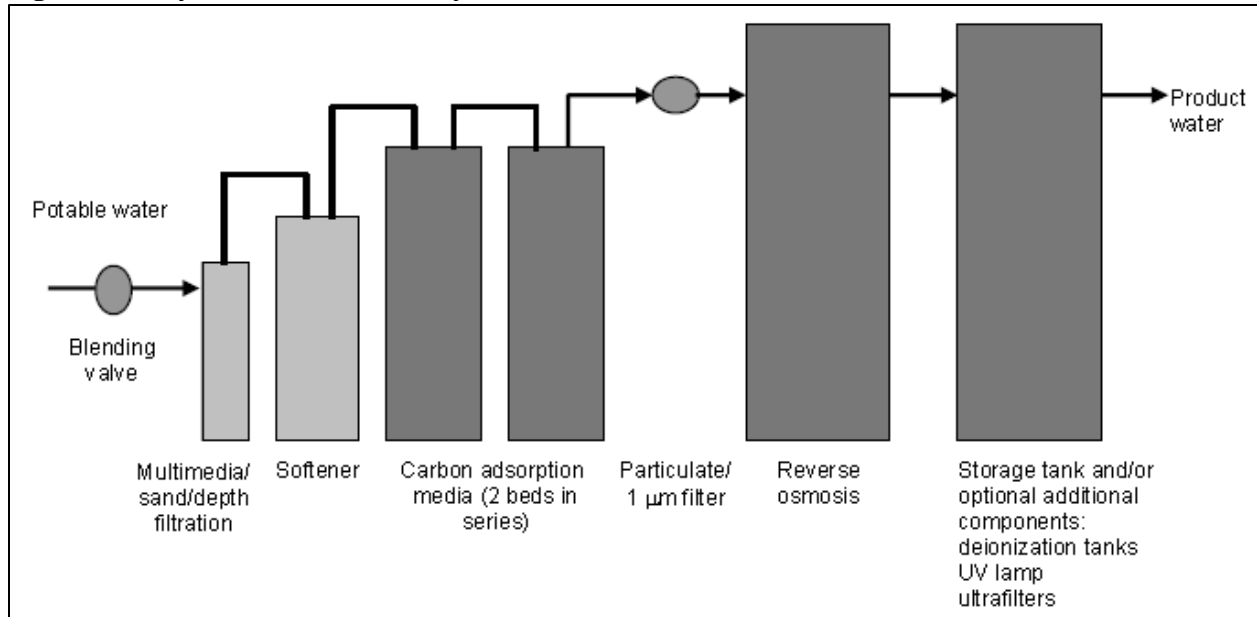 Potable water
Blending
valve
Multimedia/
sand/depth
filtration
Softener
Carbon adsorption
media (2 beds in
series)
Particulate/
1 μm filter
Reverse
osmosis
Storage tank and/or
optional additional
components:
deionization tanks
UV lamp
ultrafilters
Product
water